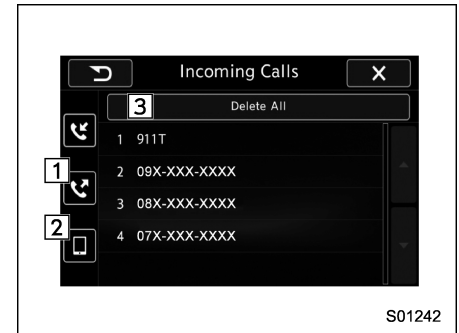 Incoming Calls
X
3
Delete All
1 911T
1
2 09X-XXX-XXXX
3 08X-XXX-XXXX
2
4 07X-XXX-XXXX
S01242